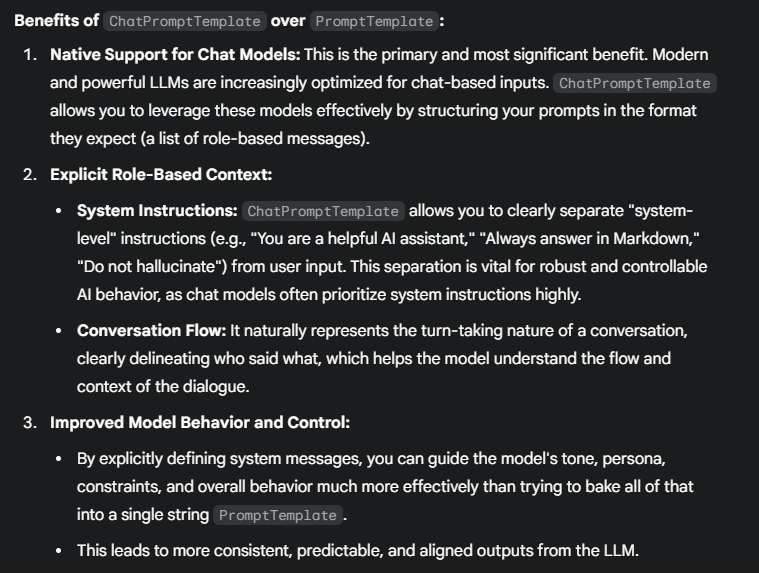 Benefits of ChatPromptTemplate over PromptTemplate:
1. Native Support for Chat Models: This is the primary and most significant benefit. Modern
and powerful LLMs are increasingly optimized for chat-based inputs. ChatPromptTemplate
allows you to leverage these models effectively by structuring your prompts in the format
they expect (a list of role-based messages).
2. Explicit Role-Based Context:
• System Instructions: ChatPromptTemplate allows you to clearly separate "system-
level" instructions (e.g., "You are a helpful AI assistant," "Always answer in Markdown,"
"Do not hallucinate") from user input. This separation is vital for robust and controllable
AI behavior, as chat models often prioritize system instructions highly.
• Conversation Flow: It naturally represents the turn-taking nature of a conversation,
clearly delineating who said what, which helps the model understand the flow and
context of the dialogue.
3. Improved Model Behavior and Control:
• By explicitly defining system messages, you can guide the model's tone, persona,
constraints, and overall behavior much more effectively than trying to bake all of that
into a single string PromptTemplate.
• This leads to more consistent, predictable, and aligned outputs from the LLM.